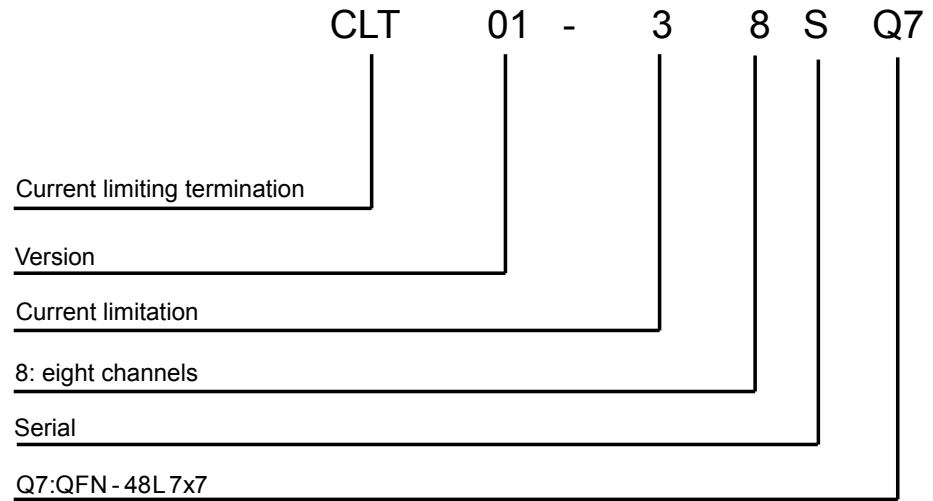 CLT 01 - 3 8 S Q7
Current limiting termination
Version
Current limitation
8: eight channels
Serial
Q7:QFN - 48L 7x7